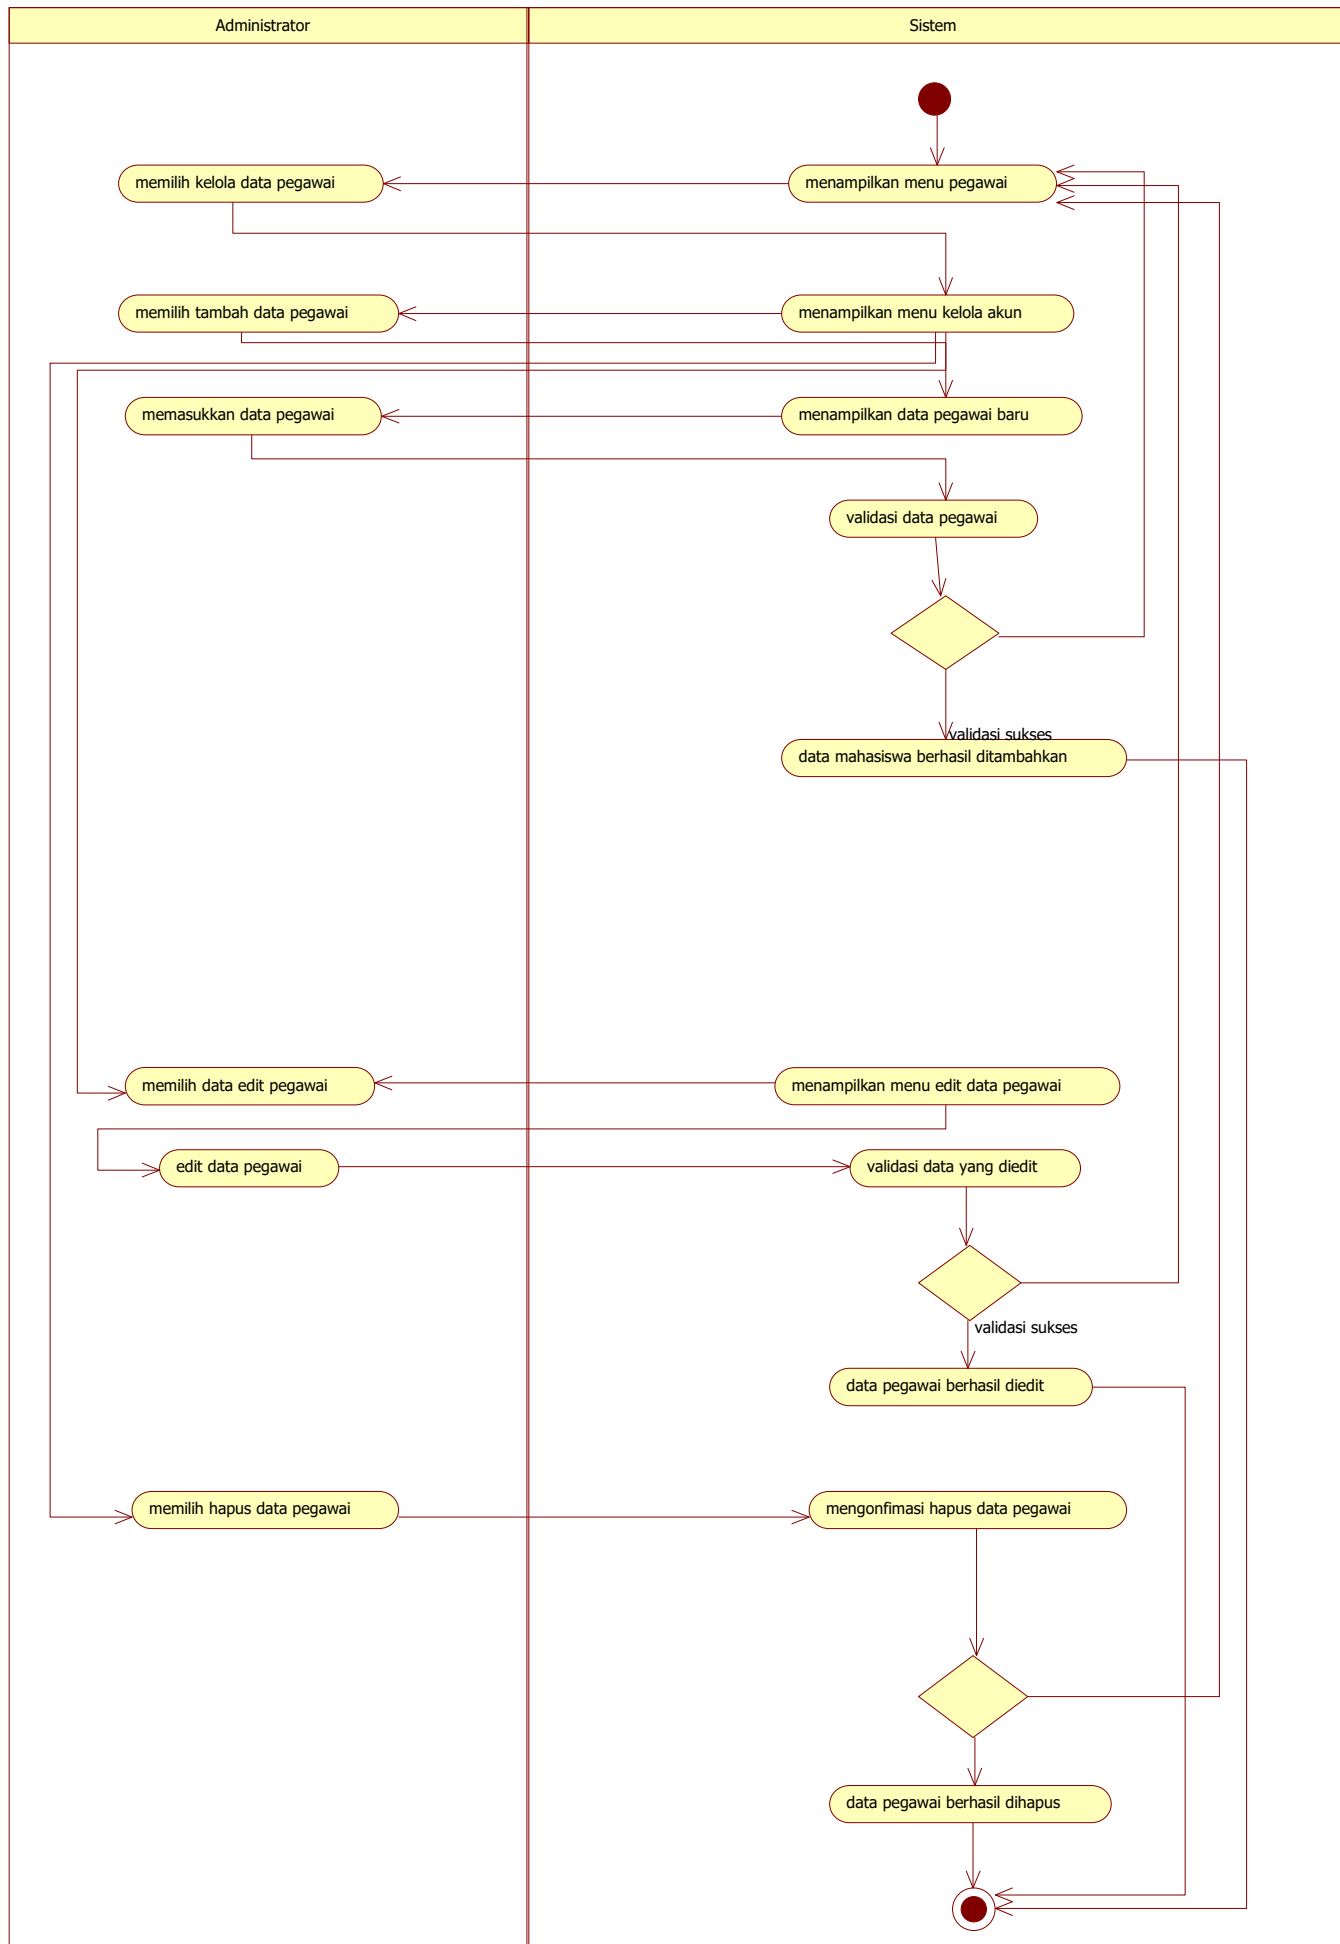 Administrator
Sistem
memilih kelola data pegawai
menampilkan menu pegawai
memilih tambah data pegawai
menampilkan menu kelola akun
memasukkan data pegawai
menampilkan data pegawai baru
validasi data pegawai
validasi sukses
data mahasiswa berhasil ditambahkan
memilih data edit pegawai
menampilkan menu edit data pegawai
edit data pegawai
validasi data yang diedit
validasi sukses
data pegawai berhasil diedit
memilih hapus data pegawai
mengonfimasi hapus data pegawai
data pegawai berhasil dihapus